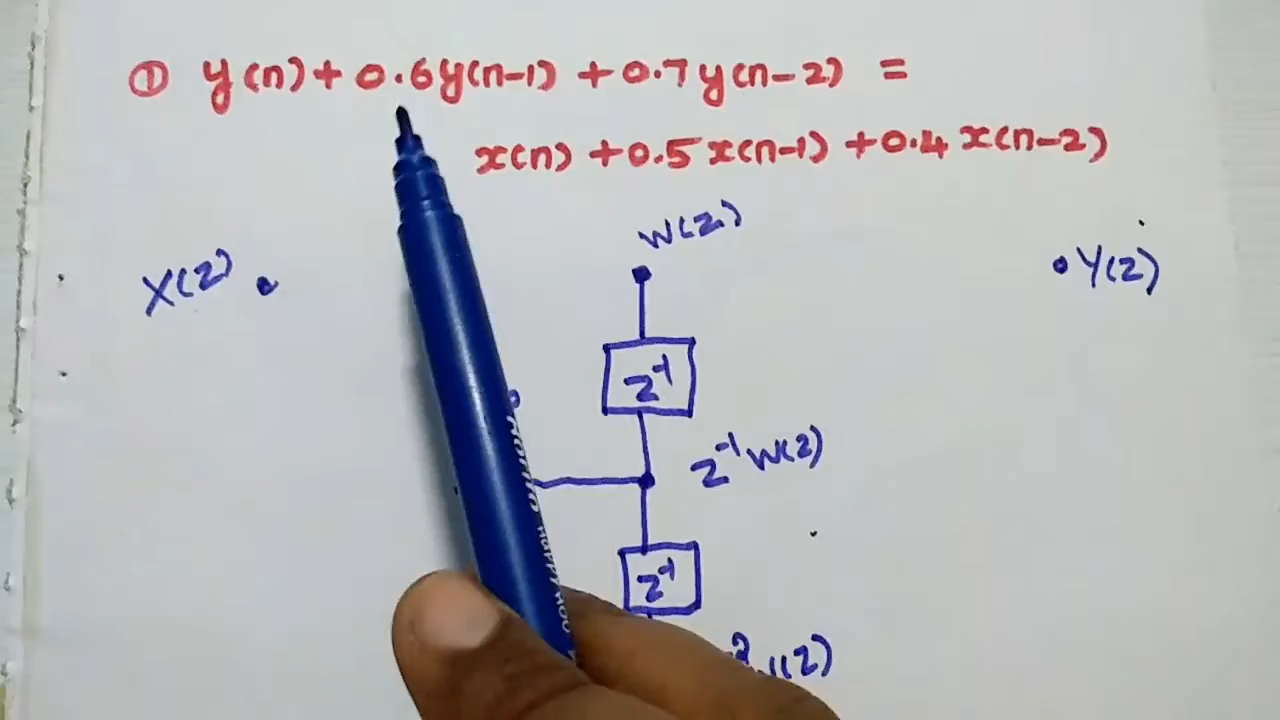 ① y(n) + 0.6y(n-1) + 0.7y(n-2) =
x(n) + 0.5x(n-1) + 0.4x(n-2)
W(z)
X(z)
Y(z)
z⁻¹
z⁻¹W(z)
z⁻¹